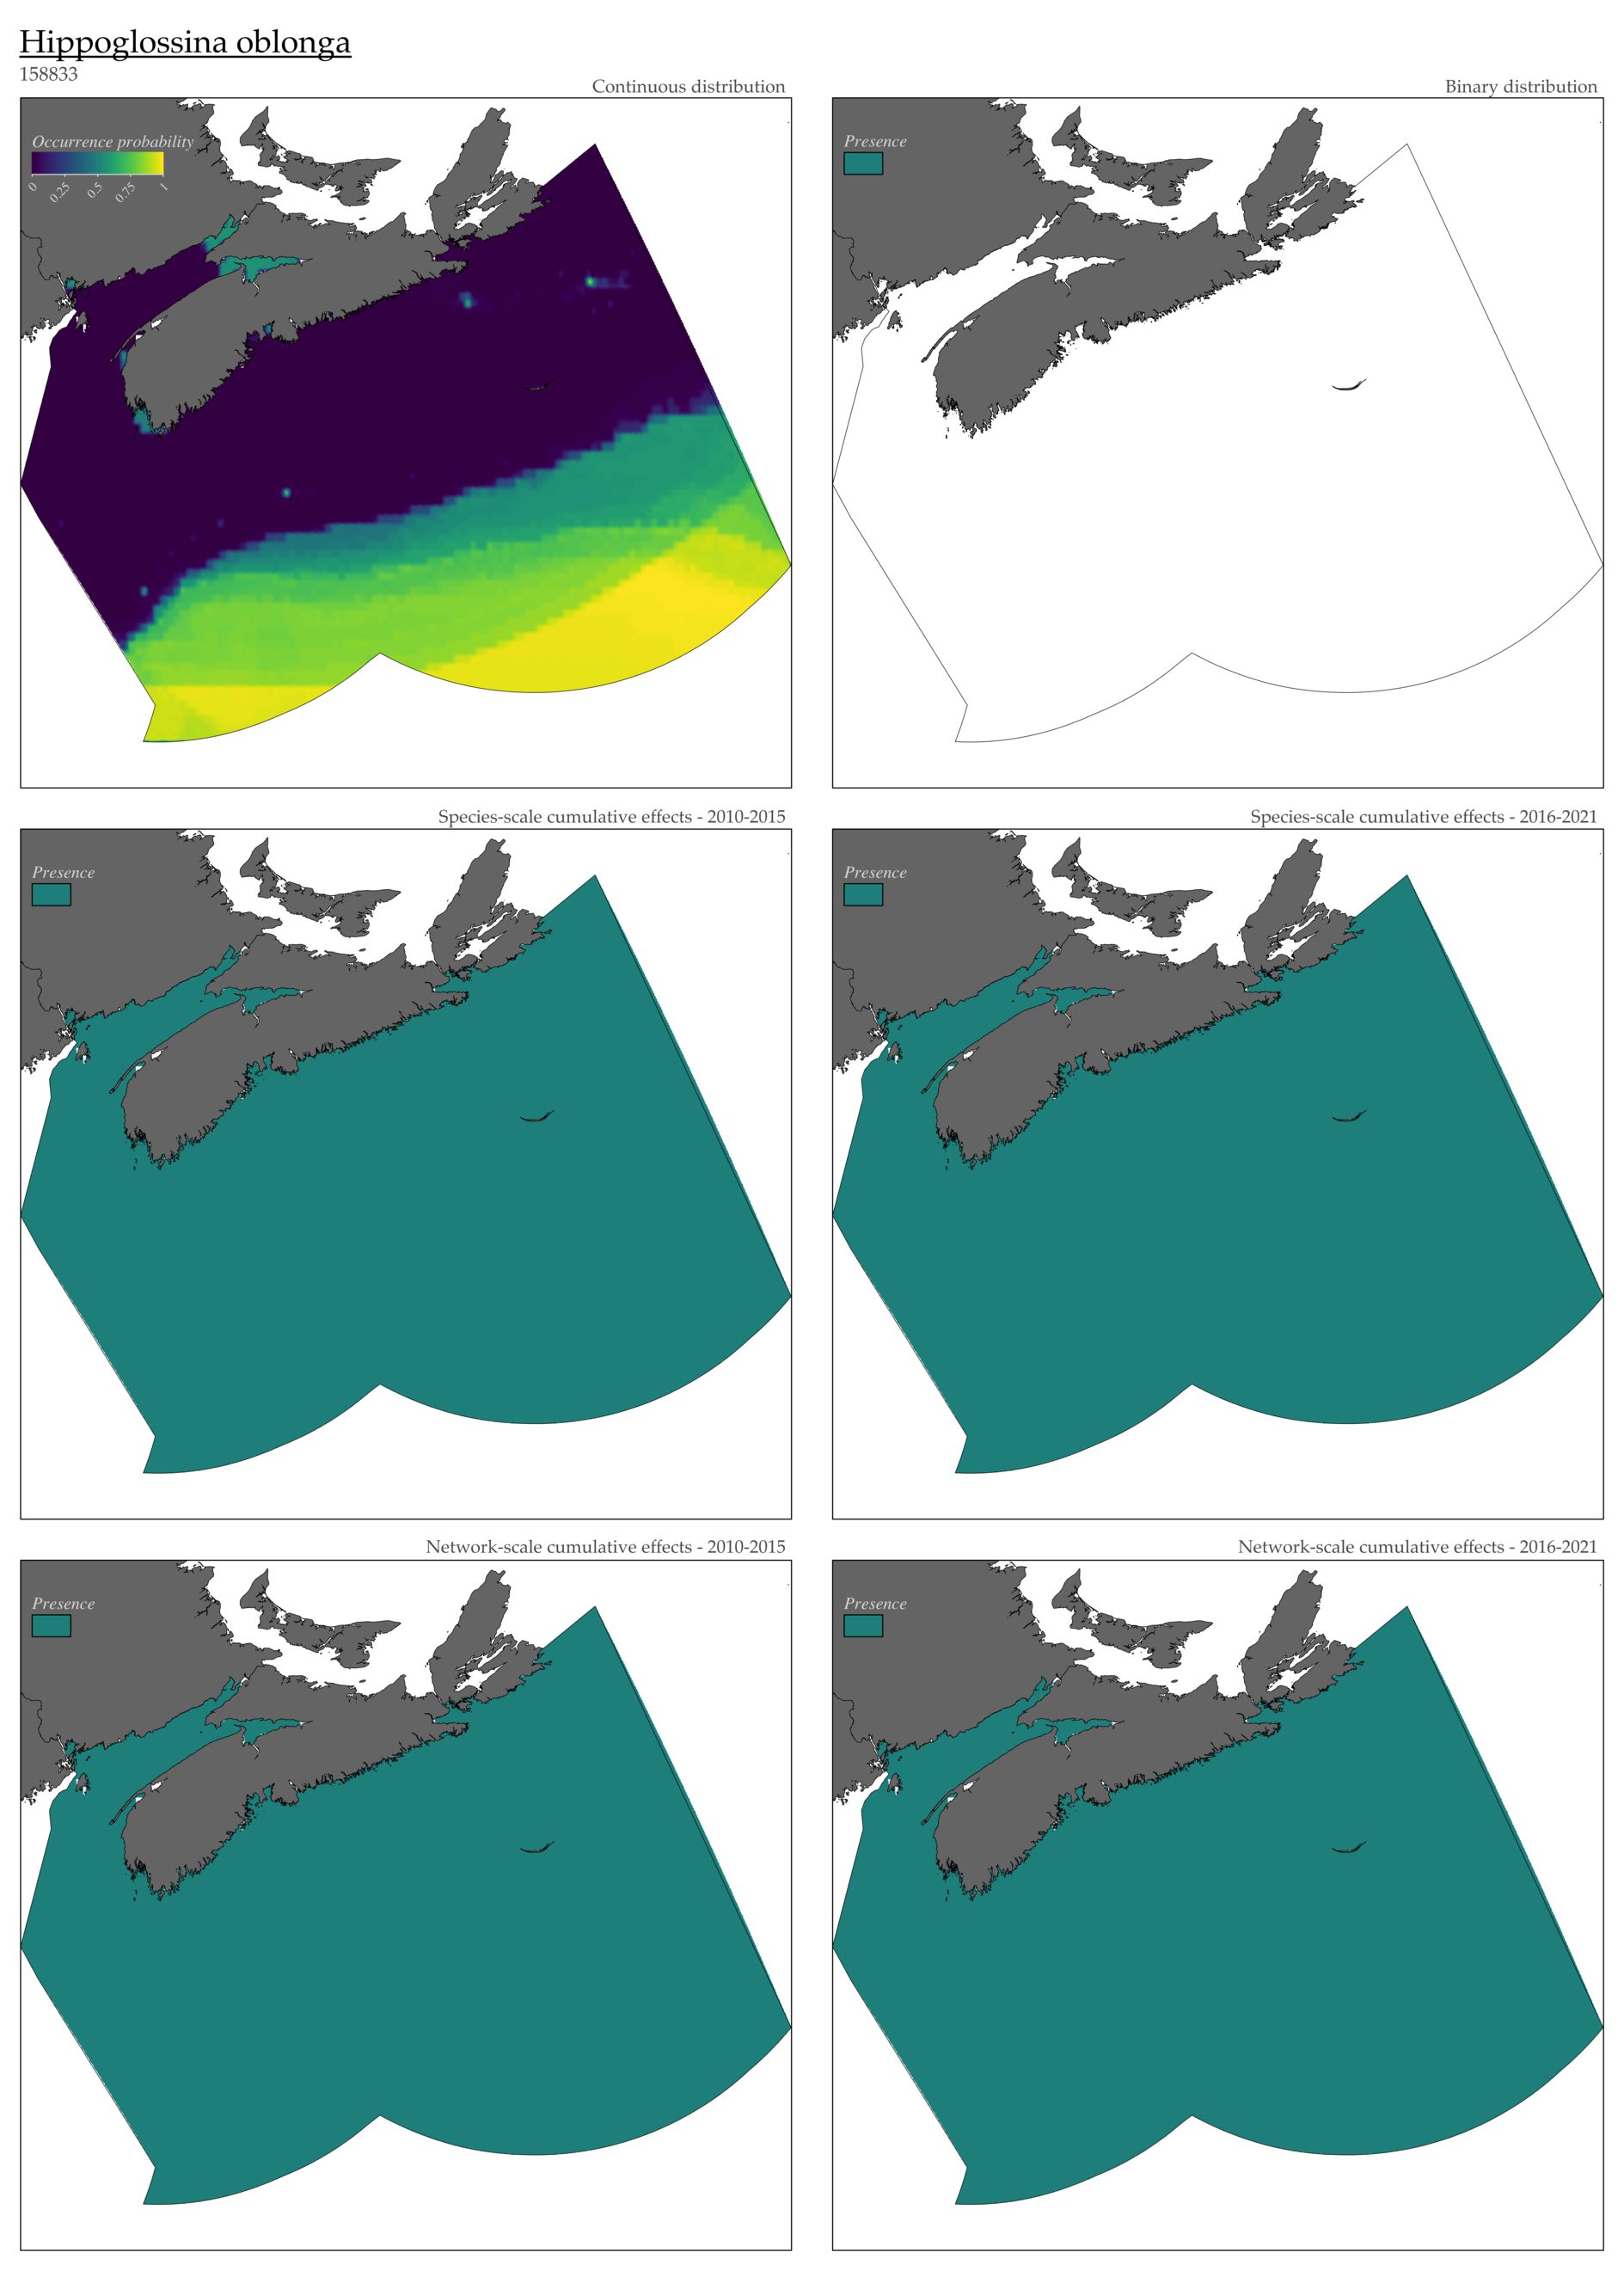 Hippoglossina oblonga
158833
Continuous distribution
Occurrence probability
0 0.25 0.5 0.75 1
Binary distribution
Presence
Species-scale cumulative effects - 2010-2015
Presence
Species-scale cumulative effects - 2016-2021
Presence
Network-scale cumulative effects - 2010-2015
Presence
Network-scale cumulative effects - 2016-2021
Presence